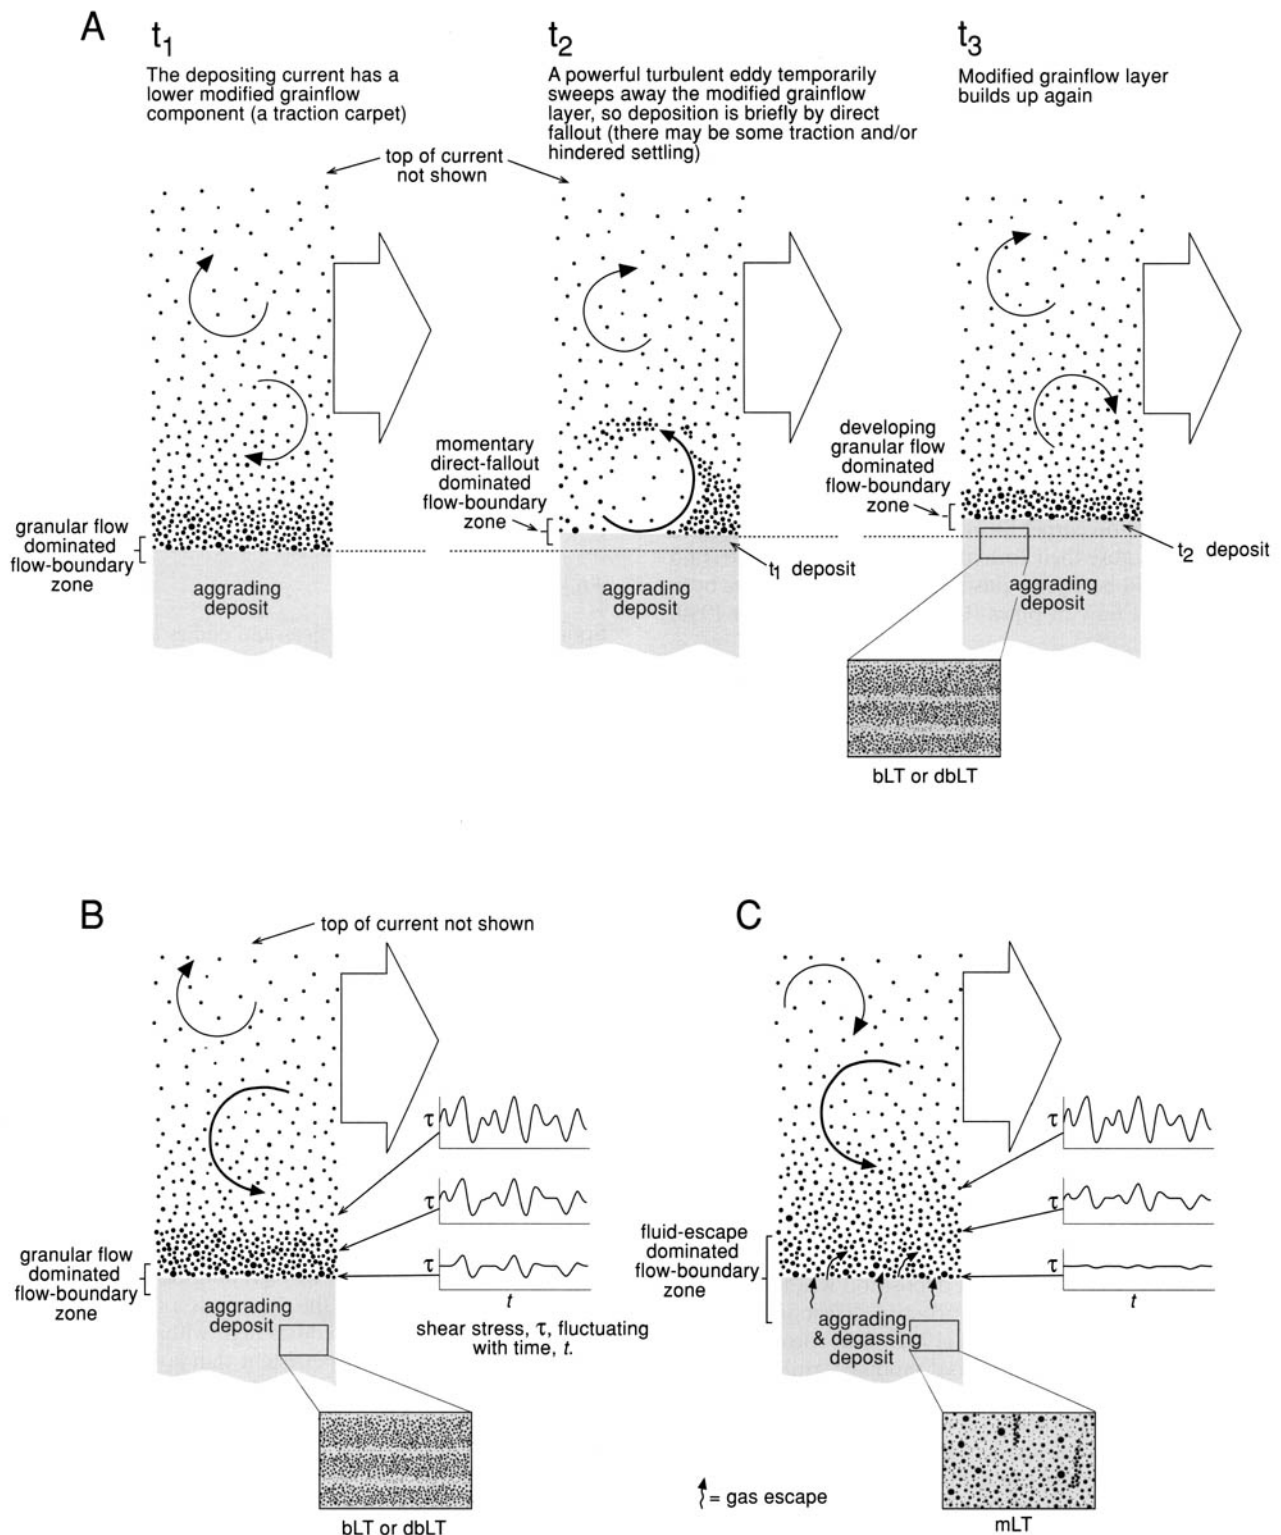 A
t1
The depositing current has a
lower modified grainflow
component (a traction carpet)
t2
A powerful turbulent eddy temporarily
sweeps away the modified grainflow
layer, so deposition is briefly by direct
fallout (there may be some traction and/or
hindered settling)
t3
Modified grainflow layer
builds up again
top of current
not shown
granular flow
dominated
flow-boundary
zone
aggrading
deposit
momentary
direct-fallout
dominated
flow-boundary
zone
aggrading
deposit
t1 deposit
developing
granular flow
dominated
flow-boundary
zone
t2 deposit
aggrading
deposit
bLT or dbLT
B
top of current not shown
τ
τ
τ
t
granular flow
dominated
flow-boundary
zone
aggrading
deposit
shear stress, τ, fluctuating
with time, t.
bLT or dbLT
C
τ
τ
τ
t
fluid-escape
dominated
flow-boundary
zone
aggrading
& degassing
deposit
= gas escape
mLT